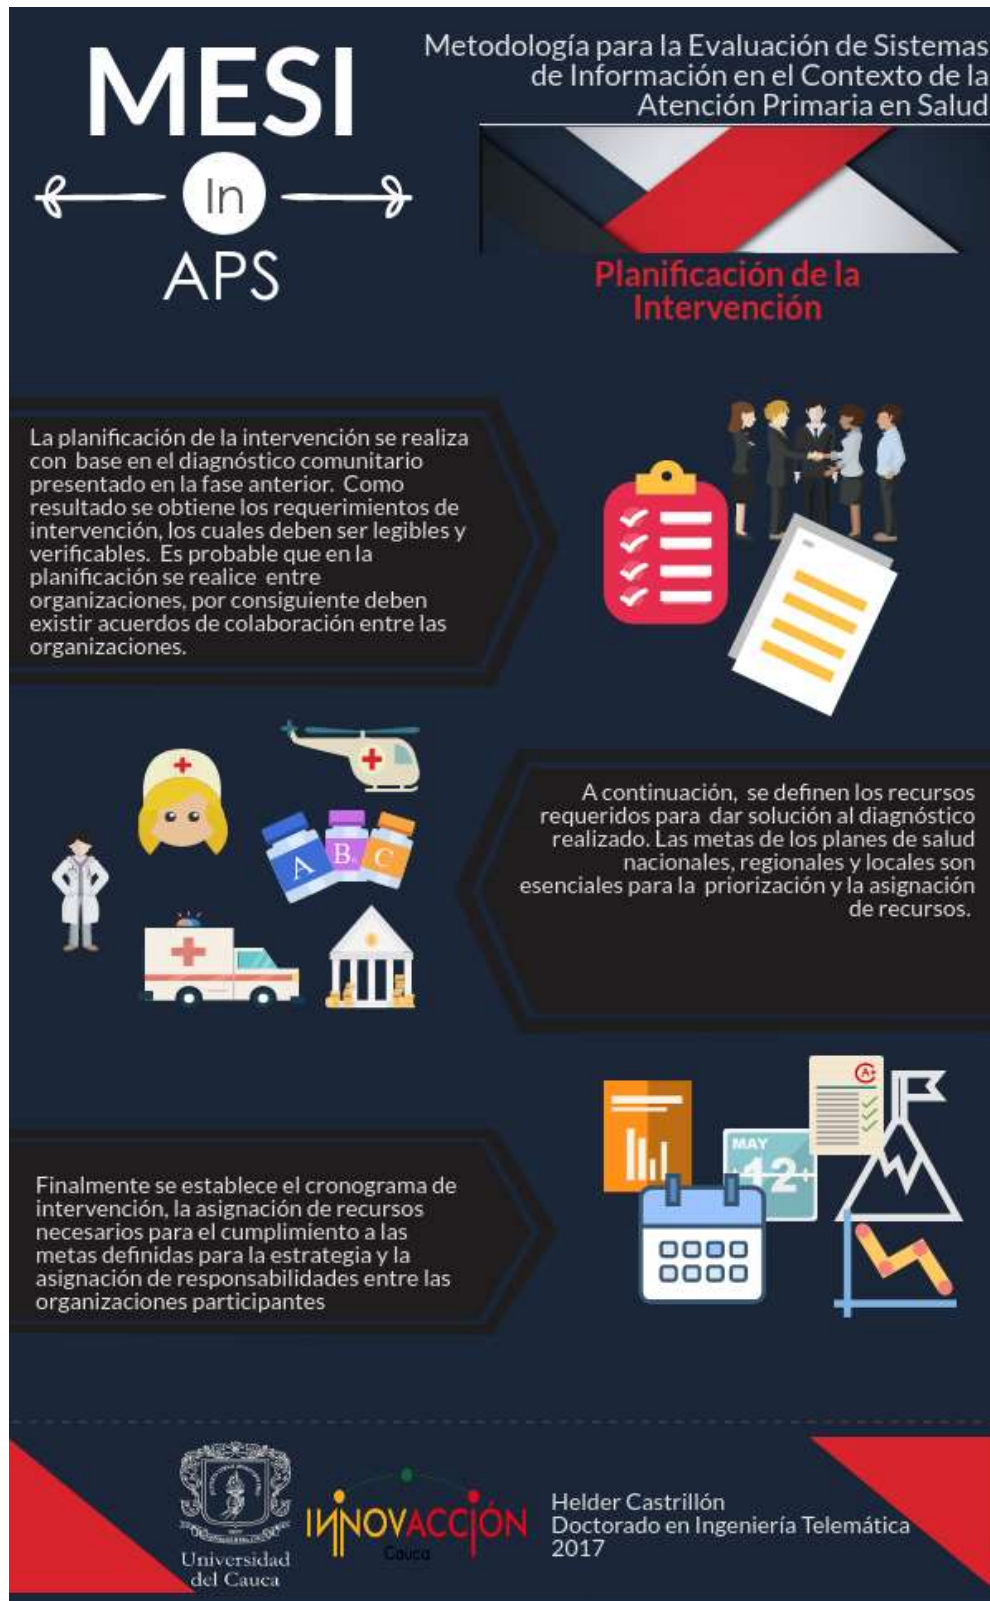 MESI
In
APS
Metodología para la Evaluación de Sistemas
de Información en el Contexto de la
Atención Primaria en Salud
Planificación de la
Intervención
La planificación de la intervención se realiza
con base en el diagnóstico comunitario
presentado en la fase anterior. Como
resultado se obtiene los requerimientos de
intervención, los cuales deben ser legibles y
verificables. Es probable que en la
planificación se realice entre
organizaciones, por consiguiente deben
existir acuerdos de colaboración entre las
organizaciones.
A
B
C
A continuación, se definen los recursos
requeridos para dar solución al diagnóstico
realizado. Las metas de los planes de salud
nacionales, regionales y locales son
esenciales para la priorización y la asignación
de recursos.
A+
MAY
12
Finalmente se establece el cronograma de
intervención, la asignación de recursos
necesarios para el cumplimiento a las
metas definidas para la estrategia y la
asignación de responsabilidades entre las
organizaciones participantes
Universidad
del Cauca
INNOVACCIÓN
Cauca
Helder Castrillón
Doctorado en Ingeniería Telemática
2017